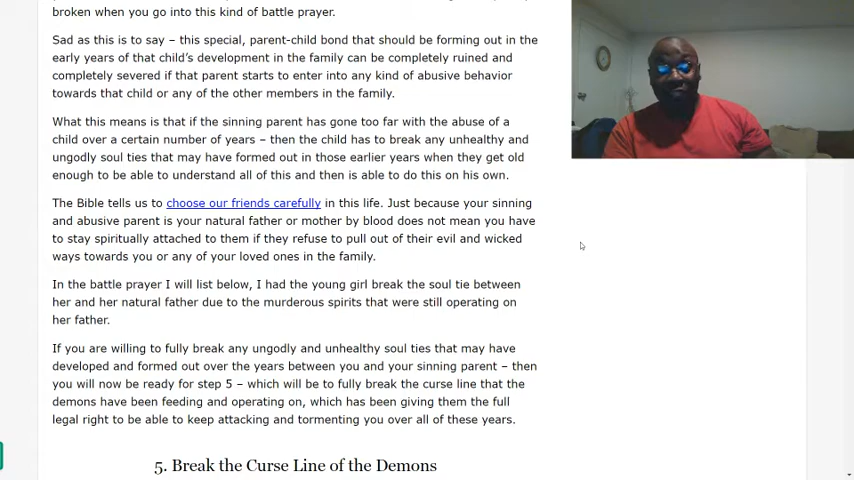 broken when you go into this kind of battle prayer.
Sad as this is to say – this special, parent-child bond that should be forming out in the
early years of that child's development in the family can be completely ruined and
completely severed if that parent starts to enter into any kind of abusive behavior
towards that child or any of the other members in the family.
What this means is that if the sinning parent has gone too far with the abuse of a
child over a certain number of years – then the child has to break any unhealthy and
ungodly soul ties that may have formed out in those earlier years when they get old
enough to be able to understand all of this and then is able to do this on his own.
The Bible tells us to choose our friends carefully in this life. Just because your sinning
and abusive parent is your natural father or mother by blood does not mean you have
to stay spiritually attached to them if they refuse to pull out of their evil and wicked
ways towards you or any of your loved ones in the family.
In the battle prayer I will list below, I had the young girl break the soul tie between
her and her natural father due to the murderous spirits that were still operating on
her father.
If you are willing to fully break any ungodly and unhealthy soul ties that may have
developed and formed out over the years between you and your sinning parent – then
you will now be ready for step 5 – which will be to fully break the curse line that the
demons have been feeding and operating on, which has been giving them the full
legal right to be able to keep attacking and tormenting you over all of these years.
5. Break the Curse Line of the Demons